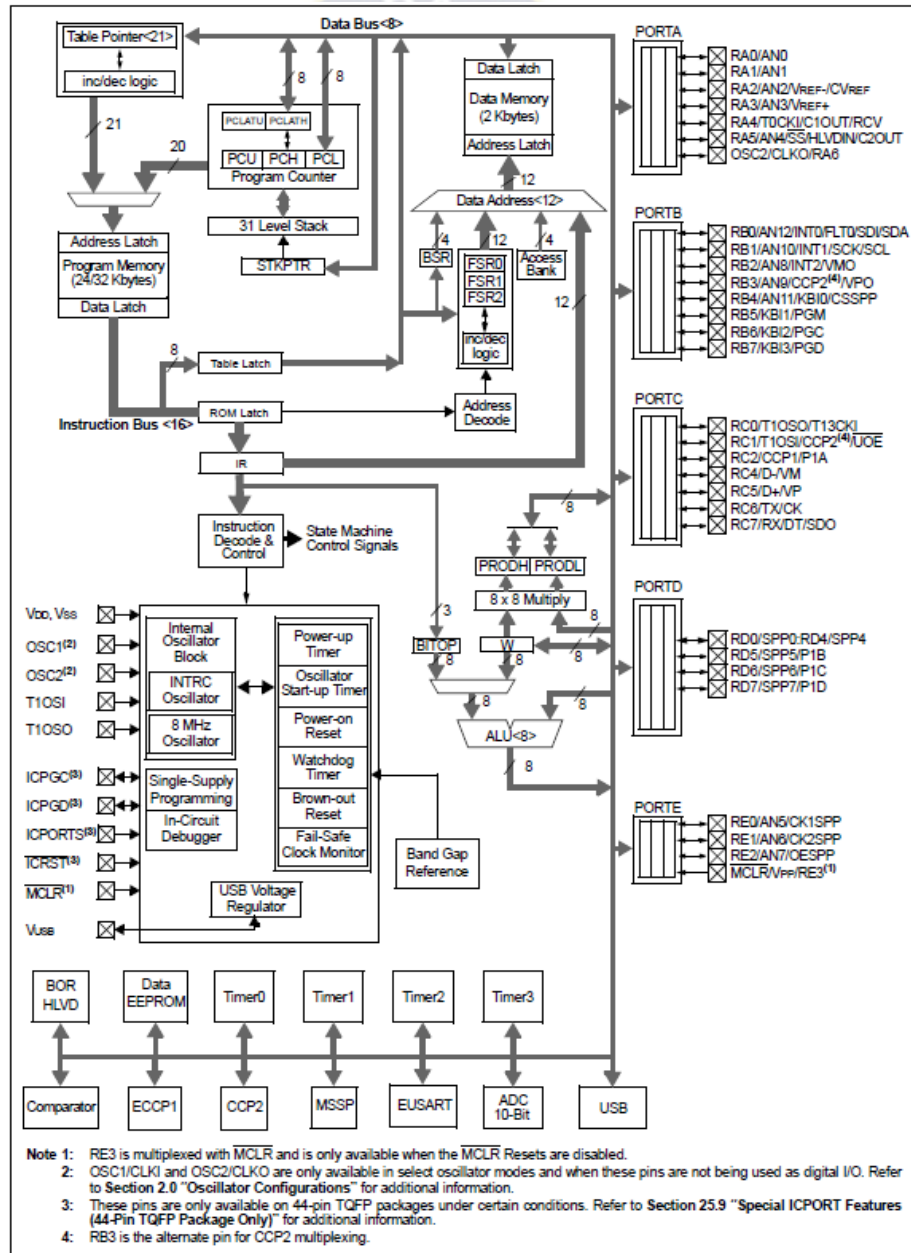 Data Bus<8>
Table Pointer<21>
inc/dec logic
21
20
8
8
PCLATU PCLATH
PCU PCH PCL
Program Counter
31 Level Stack
STKPTR
Data Latch
Data Memory
(2 Kbytes)
Address Latch
12
Data Address<12>
4
12
4
BSR
FSR0
FSR1
FSR2
Access
Bank
inc/dec
logic
12
Address Latch
Program Memory
(24/32 Kbytes)
Data Latch
8
Table Latch
Instruction Bus <16>
ROM Latch
Address
Decode
IR
Instruction
Decode &
Control
State Machine
Control Signals
8
PRODH PRODL
8 x 8 Multiply
3
8
BITOP
W
8
8
8
8
8
ALU<8>
8
VDD, VSS
OSC1(2)
OSC2(2)
T1OSI
T1OSO
ICPGC(3)
ICPGD(3)
ICPORTS(3)
ICRST(3)
MCLR(1)
VUSB
Internal
Oscillator
Block
INTRC
Oscillator
8 MHz
Oscillator
Single-Supply
Programming
In-Circuit
Debugger
Power-up
Timer
Oscillator
Start-up Timer
Power-on
Reset
Watchdog
Timer
Brown-out
Reset
Fail-Safe
Clock Monitor
Band Gap
Reference
USB Voltage
Regulator
PORTA
RA0/AN0
RA1/AN1
RA2/AN2/VREF-/CVREF
RA3/AN3/VREF+
RA4/T0CKI/C1OUT/RCV
RA5/AN4/SS/HLVDIN/C2OUT
OSC2/CLKO/RA6
PORTB
RB0/AN12/INT0/FLT0/SDI/SDA
RB1/AN10/INT1/SCK/SCL
RB2/AN8/INT2/VMO
RB3/AN9/CCP2(4)/VPO
RB4/AN11/KBI0/CSSPP
RB5/KBI1/PGM
RB6/KBI2/PGC
RB7/KBI3/PGD
PORTC
RC0/T1OSO/T13CKI
RC1/T1OSI/CCP2(4)/UOE
RC2/CCP1/P1A
RC4/D-/VM
RC5/D+/VP
RC6/TX/CK
RC7/RX/DT/SDO
PORTD
RD0/SPP0:RD4/SPP4
RD5/SPP5/P1B
RD6/SPP6/P1C
RD7/SPP7/P1D
PORTE
RE0/AN5/CK1SPP
RE1/AN6/CK2SPP
RE2/AN7/OESPP
MCLR/VPP/RE3(1)
BOR
HLVD
Data
EEPROM
Timer0
Timer1
Timer2
Timer3
Comparator
ECCP1
CCP2
MSSP
EUSART
ADC
10-Bit
USB
Note 1: RE3 is multiplexed with MCLR and is only available when the MCLR Resets are disabled.
2: OSC1/CLKI and OSC2/CLKO are only available in select oscillator modes and when these pins are not being used as digital I/O. Refer
to Section 2.0 "Oscillator Configurations" for additional information.
3: These pins are only available on 44-pin TQFP packages under certain conditions. Refer to Section 25.9 "Special ICPORT Features
(44-Pin TQFP Package Only)" for additional information.
4: RB3 is the alternate pin for CCP2 multiplexing.